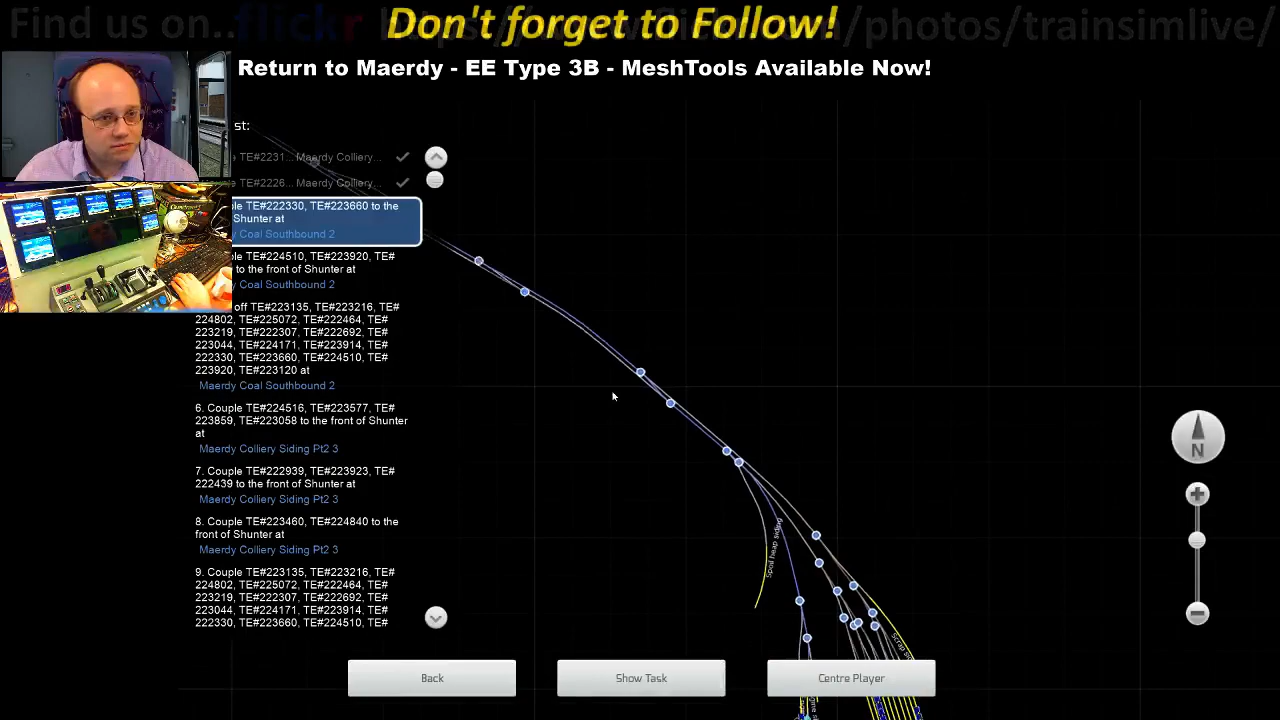 Find us on..flickr
Don't forget to Follow!
/photos/trainsimlive/
Return to Maerdy - EE Type 3B - MeshTools Available Now!
st:
TE#2231... Maerdy Colliery...
TE#2226... Maerdy Colliery...
ple TE#222330, TE#223660 to the
Shunter at
dy Coal Southbound 2
ple TE#224510, TE#223920, TE#
to the front of Shunter at
dy Coal Southbound 2
off TE#223135, TE#223216, TE#
224802, TE#225072, TE#222464, TE#
223219, TE#222307, TE#222692, TE#
223044, TE#224171, TE#223914, TE#
222330, TE#223660, TE#224510, TE#
223920, TE#223120 at
Maerdy Coal Southbound 2
6. Couple TE#224516, TE#223577, TE#
223859, TE#223058 to the front of Shunter
at
Maerdy Colliery Siding Pt2 3
7. Couple TE#222939, TE#223923, TE#
222439 to the front of Shunter at
Maerdy Colliery Siding Pt2 3
8. Couple TE#223460, TE#224840 to the
front of Shunter at
Maerdy Colliery Siding Pt2 3
9. Couple TE#223135, TE#223216, TE#
224802, TE#225072, TE#222464, TE#
223219, TE#222307, TE#222692, TE#
223044, TE#224171, TE#223914, TE#
222330, TE#223660, TE#224510, TE#
Spoil heap siding
Scrap si
N
Back
Show Task
Centre Player